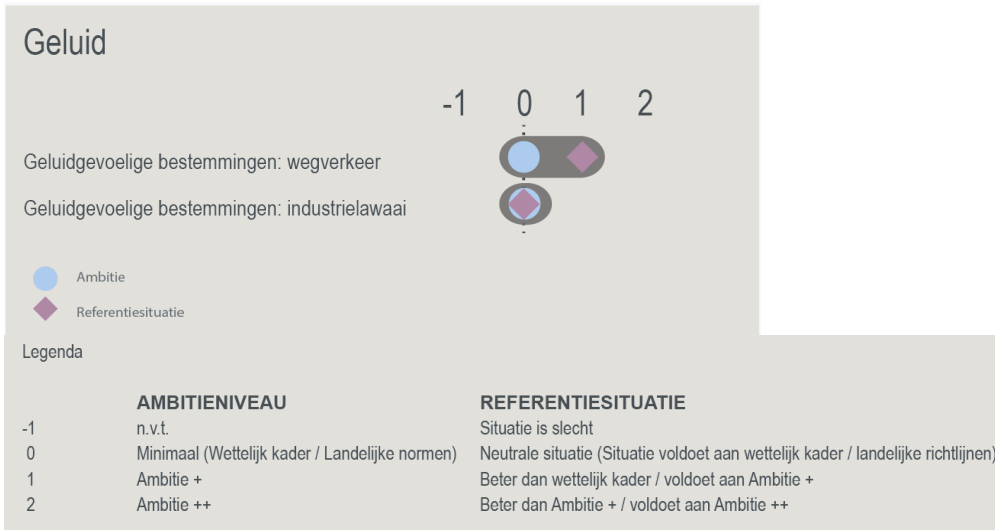 Geluid
-1 0 1 2
Geluidgevoelige bestemmingen: wegverkeer
Geluidgevoelige bestemmingen: industrielawaai
Ambitie
Referentiesituatie
Legenda
AMBITIENIVEAU REFERENTIESITUATIE
-1 n.v.t. Situatie is slecht
0 Minimaal (Wettelijk kader / Landelijke normen) Neutrale situatie (Situatie voldoet aan wettelijk kader / landelijke richtlijnen)
1 Ambitie + Beter dan wettelijk kader / voldoet aan Ambitie +
2 Ambitie ++ Beter dan Ambitie + / voldoet aan Ambitie ++